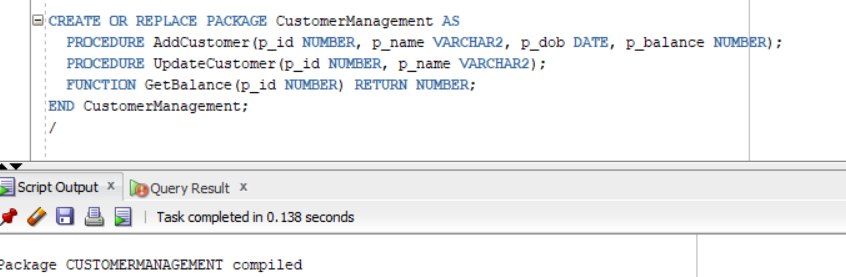 CREATE OR REPLACE PACKAGE CustomerManagement AS
PROCEDURE AddCustomer(p_id NUMBER, p_name VARCHAR2, p_dob DATE, p_balance NUMBER);
PROCEDURE UpdateCustomer(p_id NUMBER, p_name VARCHAR2);
FUNCTION GetBalance(p_id NUMBER) RETURN NUMBER;
END CustomerManagement;
/
Script Output x Query Result x
Task completed in 0.138 seconds
Package CUSTOMERMANAGEMENT compiled